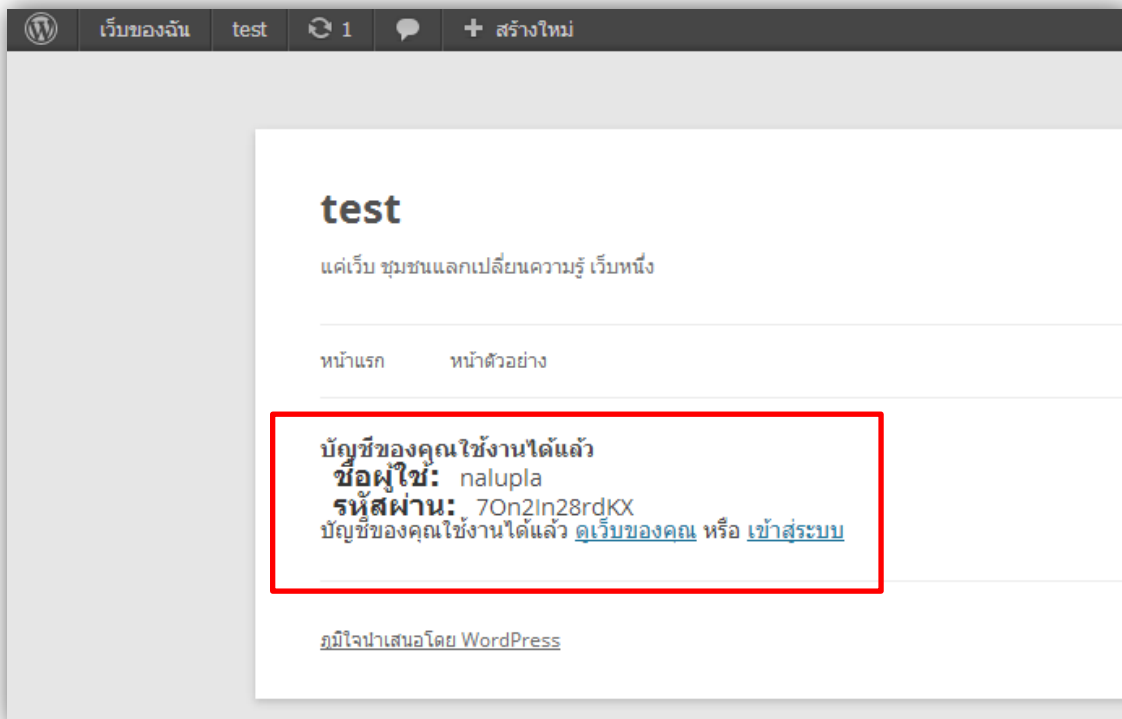 เว็บของฉัน test 1 + สร้างใหม่
test
แค่เว็บ ชุมชนแลกเปลี่ยนความรู้ เว็บหนึ่ง
หน้าแรก หน้าตัวอย่าง
บัญชีของคุณใช้งานได้แล้ว
ชื่อผู้ใช้: nalupla
รหัสผ่าน: 7On2In28rdKX
บัญชีของคุณใช้งานได้แล้ว ดูเว็บของคุณ หรือ เข้าสู่ระบบ
ภูมิใจนำเสนอโดย WordPress